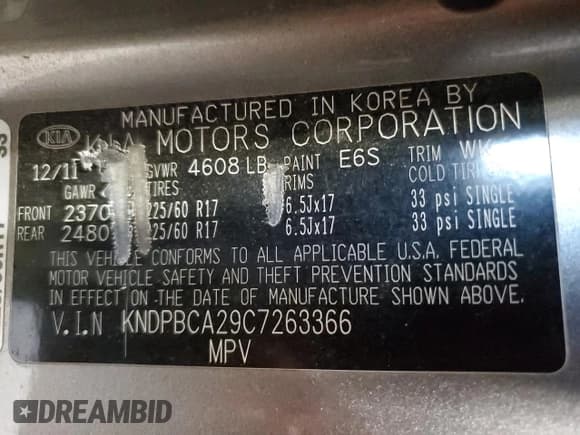 MANUFACTURED IN KOREA BY
KIA KIA MOTORS CORPORATION
12/11 GVWR 4608 LB PAINT E6S TRIM WK
GAWR TIRES RIMS COLD TIRE
FRONT 2370 225/60 R17 6.5Jx17 33 psi SINGLE
REAR 2480 225/60 R17 6.5Jx17 33 psi SINGLE
THIS VEHICLE CONFORMS TO ALL APPLICABLE U.S.A. FEDERAL
MOTOR VEHICLE SAFETY AND THEFT PREVENTION STANDARDS
IN EFFECT ON THE DATE OF MANUFACTURE SHOWN ABOVE.
V.I.N KNDPBCA29C7263366
MPV
DREAMBID